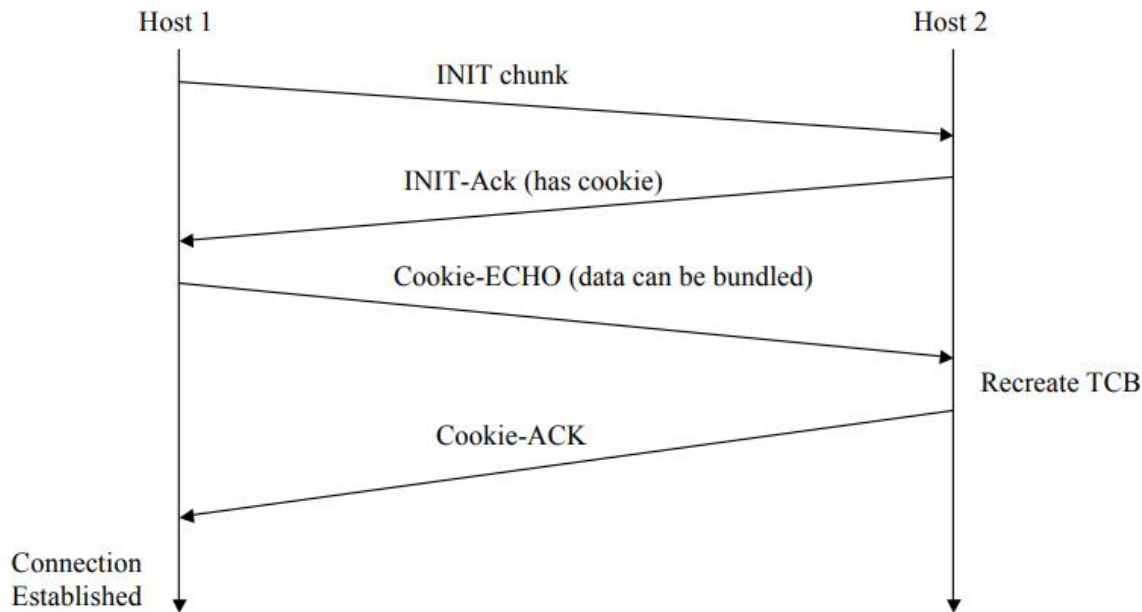 Host 1
Host 2
INIT chunk
INIT-Ack (has cookie)
Cookie-ECHO (data can be bundled)
Recreate TCB
Cookie-ACK
Connection
Established